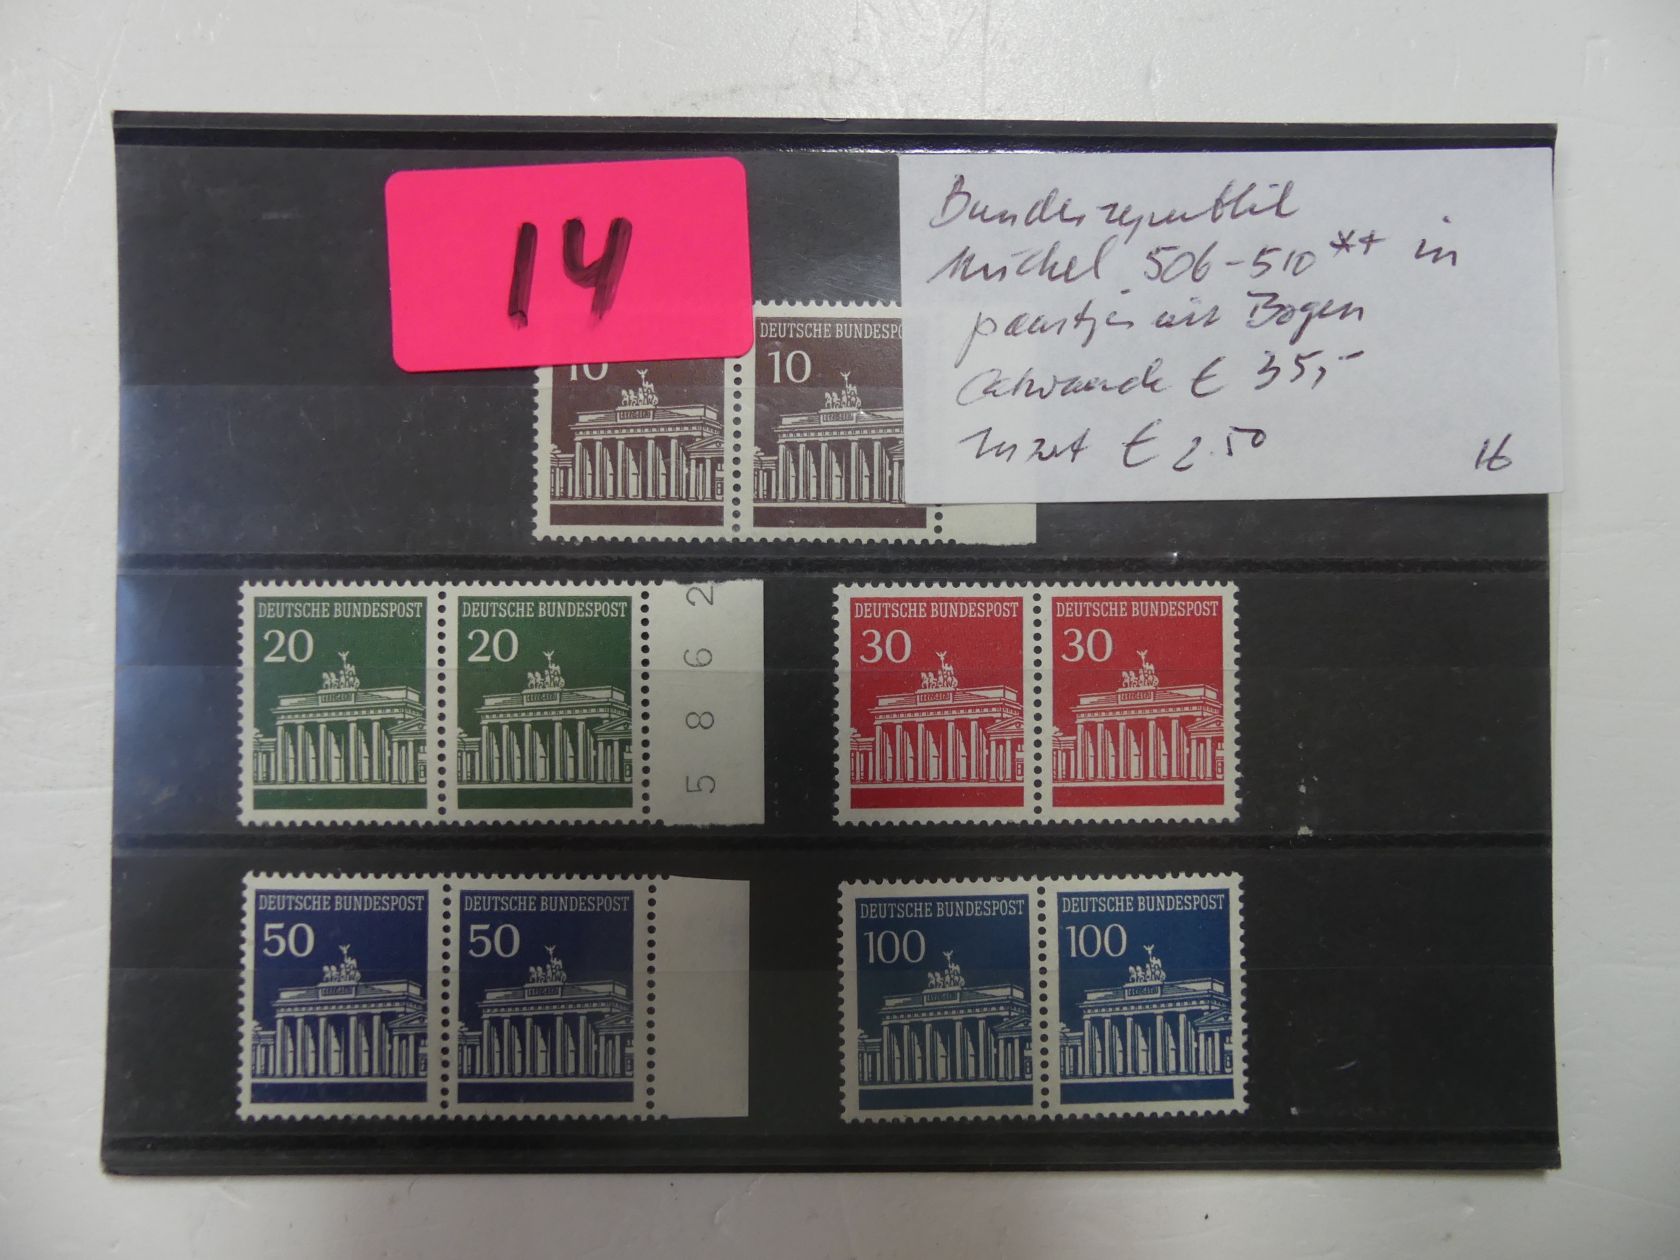 14
Bundesrepublik
Michel 506-510 ** in
paartjes uit Bogen
Catwaarde € 35,-
Inzet € 2.50
16
DEUTSCHE BUNDESPO
10 10
DEUTSCHE BUNDESPOST DEUTSCHE BUNDESPOST
20 20
5 8 6 2
DEUTSCHE BUNDESPOST DEUTSCHE BUNDESPOST
30 30
DEUTSCHE BUNDESPOST DEUTSCHE BUNDESPOST
50 50
DEUTSCHE BUNDESPOST DEUTSCHE BUNDESPOST
100 100